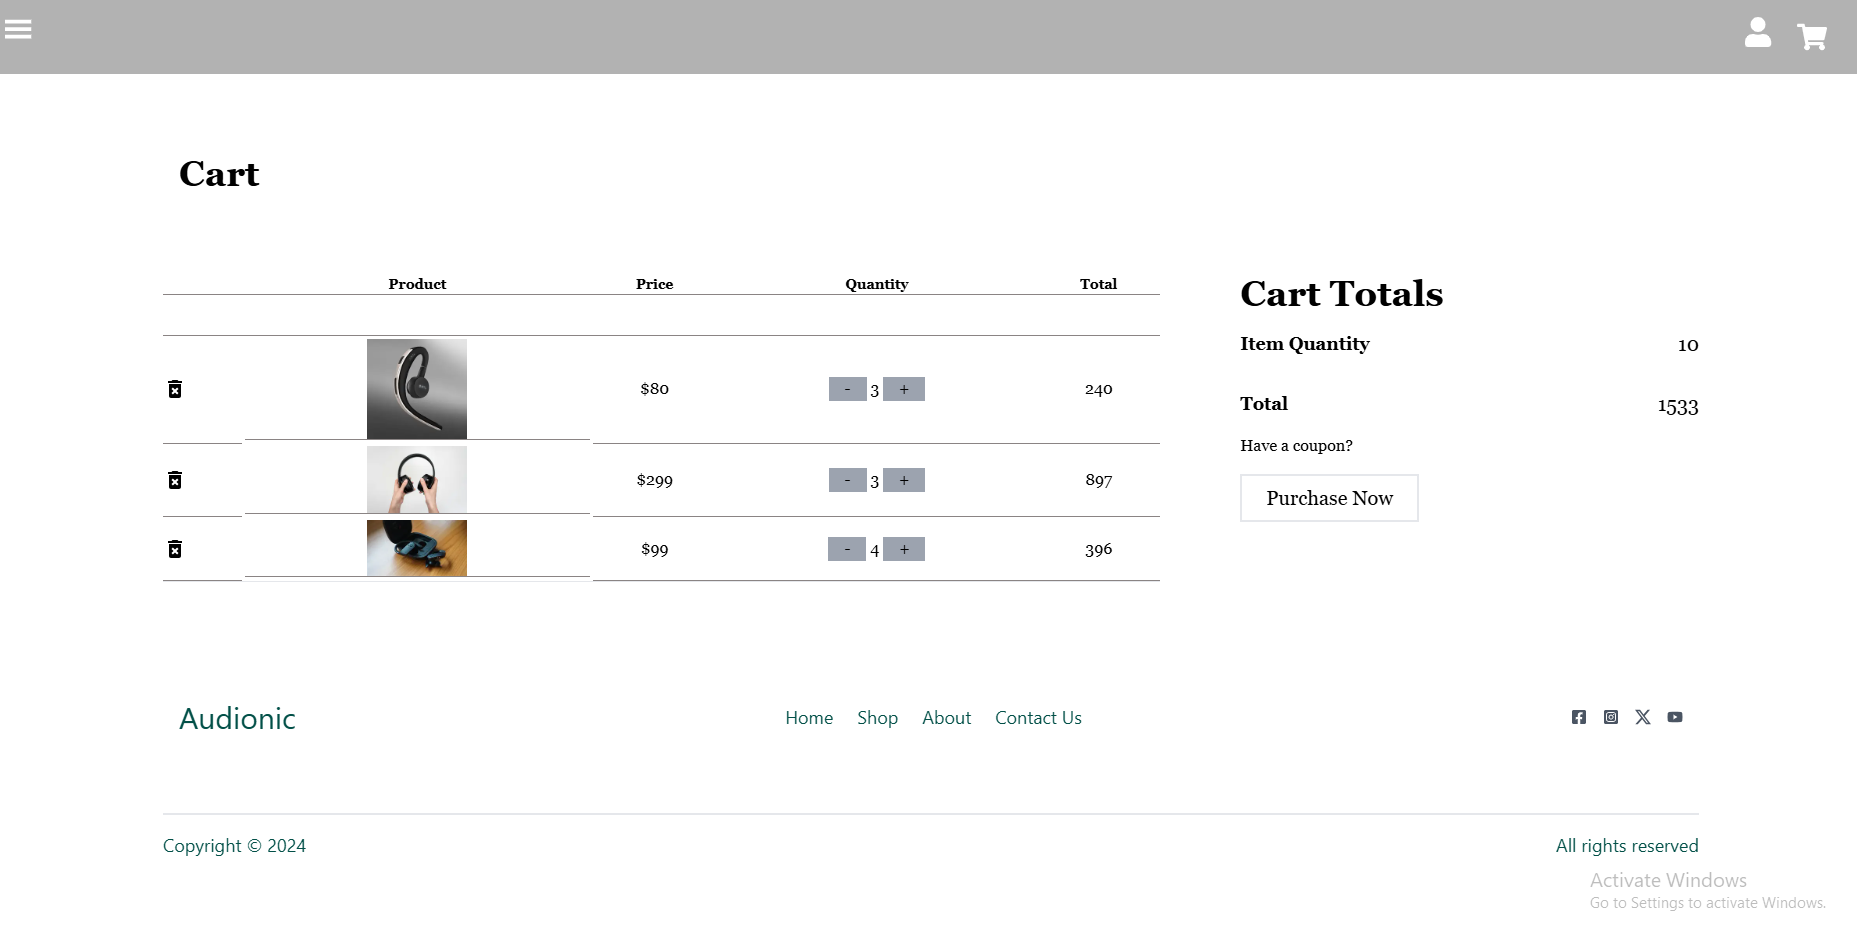 Cart
Product Price Quantity Total
$80 - 3 + 240
$299 - 3 + 897
$99 - 4 + 396
Cart Totals
Item Quantity 10
Total 1533
Have a coupon?
Purchase Now
Audionic
Home Shop About Contact Us
Copyright © 2024
All rights reserved
Activate Windows
Go to Settings to activate Windows.